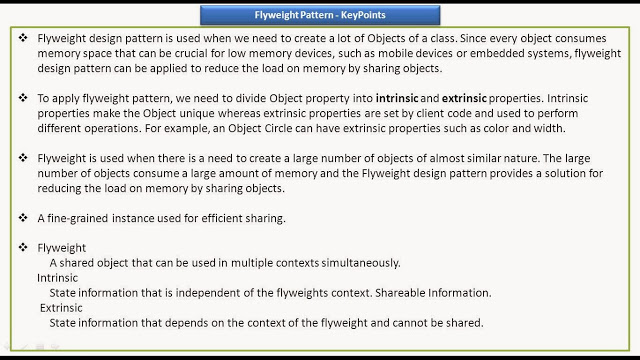 Flyweight Pattern - KeyPoints
❖ Flyweight design pattern is used when we need to create a lot of Objects of a class. Since every object consumes
memory space that can be crucial for low memory devices, such as mobile devices or embedded systems, flyweight
design pattern can be applied to reduce the load on memory by sharing objects.
❖ To apply flyweight pattern, we need to divide Object property into intrinsic and extrinsic properties. Intrinsic
properties make the Object unique whereas extrinsic properties are set by client code and used to perform
different operations. For example, an Object Circle can have extrinsic properties such as color and width.
❖ Flyweight is used when there is a need to create a large number of objects of almost similar nature. The large
number of objects consume a large amount of memory and the Flyweight design pattern provides a solution for
reducing the load on memory by sharing objects.
❖ A fine-grained instance used for efficient sharing.
❖ Flyweight
A shared object that can be used in multiple contexts simultaneously.
Intrinsic
State information that is independent of the flyweights context. Shareable Information.
Extrinsic
State information that depends on the context of the flyweight and cannot be shared.